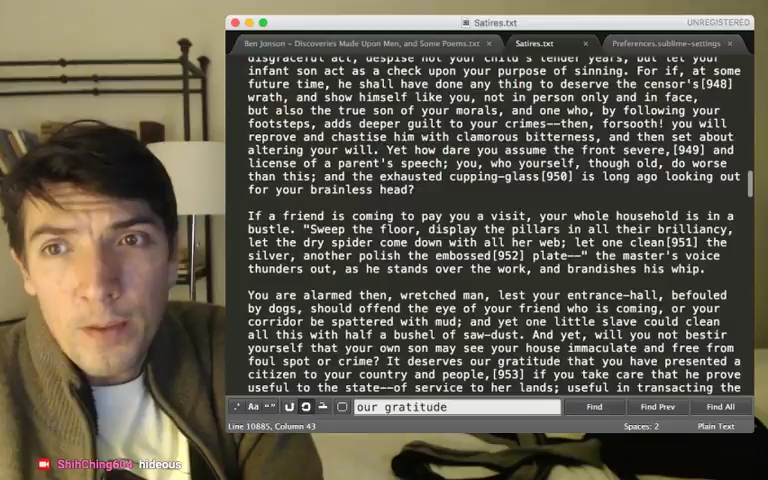 Satires.txt
UNREGISTERED
Ben Jonson – Discoveries Made Upon Men, and Some Poems.txt × Satires.txt × Preferences.sublime-settings ×
disgraceful act, despise not your child's tender years, but let your
infant son act as a check upon your purpose of sinning. For if, at some
future time, he shall have done any thing to deserve the censor's[948]
wrath, and show himself like you, not in person only and in face,
but also the true son of your morals, and one who, by following your
footsteps, adds deeper guilt to your crimes--then, forsooth! you will
reprove and chastise him with clamorous bitterness, and then set about
altering your will. Yet how dare you assume the front severe,[949] and
license of a parent's speech; you, who yourself, though old, do worse
than this; and the exhausted cupping-glass[950] is long ago looking out
for your brainless head?
If a friend is coming to pay you a visit, your whole household is in a
bustle. "Sweep the floor, display the pillars in all their brilliancy,
let the dry spider come down with all her web; let one clean[951] the
silver, another polish the embossed[952] plate--" the master's voice
thunders out, as he stands over the work, and brandishes his whip.
You are alarmed then, wretched man, lest your entrance-hall, befouled
by dogs, should offend the eye of your friend who is coming, or your
corridor be spattered with mud; and yet one little slave could clean
all this with half a bushel of saw-dust. And yet, will you not bestir
yourself that your own son may see your house immaculate and free from
foul spot or crime? It deserves our gratitude that you have presented a
citizen to your country and people,[953] if you take care that he prove
useful to the state--of service to her lands; useful in transacting the
.* Aa “” our gratitude Find Find Prev Find All
Line 10885, Column 43 Spaces: 2 Plain Text
ShihChing604 hideous